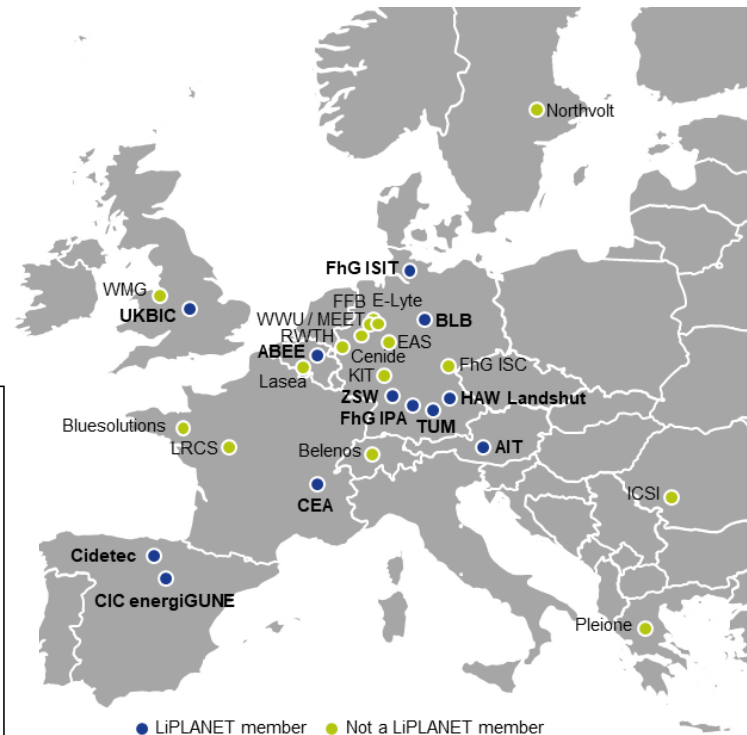 Northvolt
FhG ISIT
WMG
UKBIC
FFB
E-Lyte
WWU / MEET
BLB
RWTH
EAS
ABEE
Cenide
FhG ISC
Lasea
KIT
ZSW
HAW Landshut
FhG IPA
TUM
Bluesolutions
LRCS
Belenos
AIT
CEA
ICSI
Cidetec
CIC energiGUNE
Pleione
LiPLANET member
Not a LiPLANET member